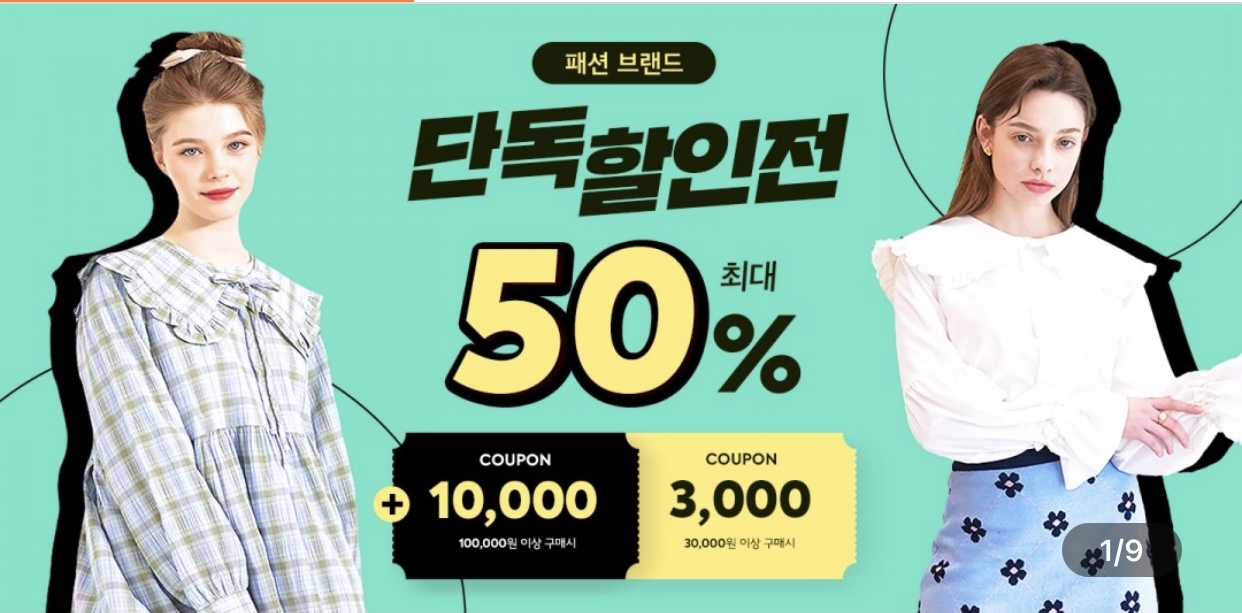 패션 브랜드
단독할인전
50 최대 %
COUPON
+ 10,000
100,000원 이상 구매시
COUPON
3,000
30,000원 이상 구매시
1/9